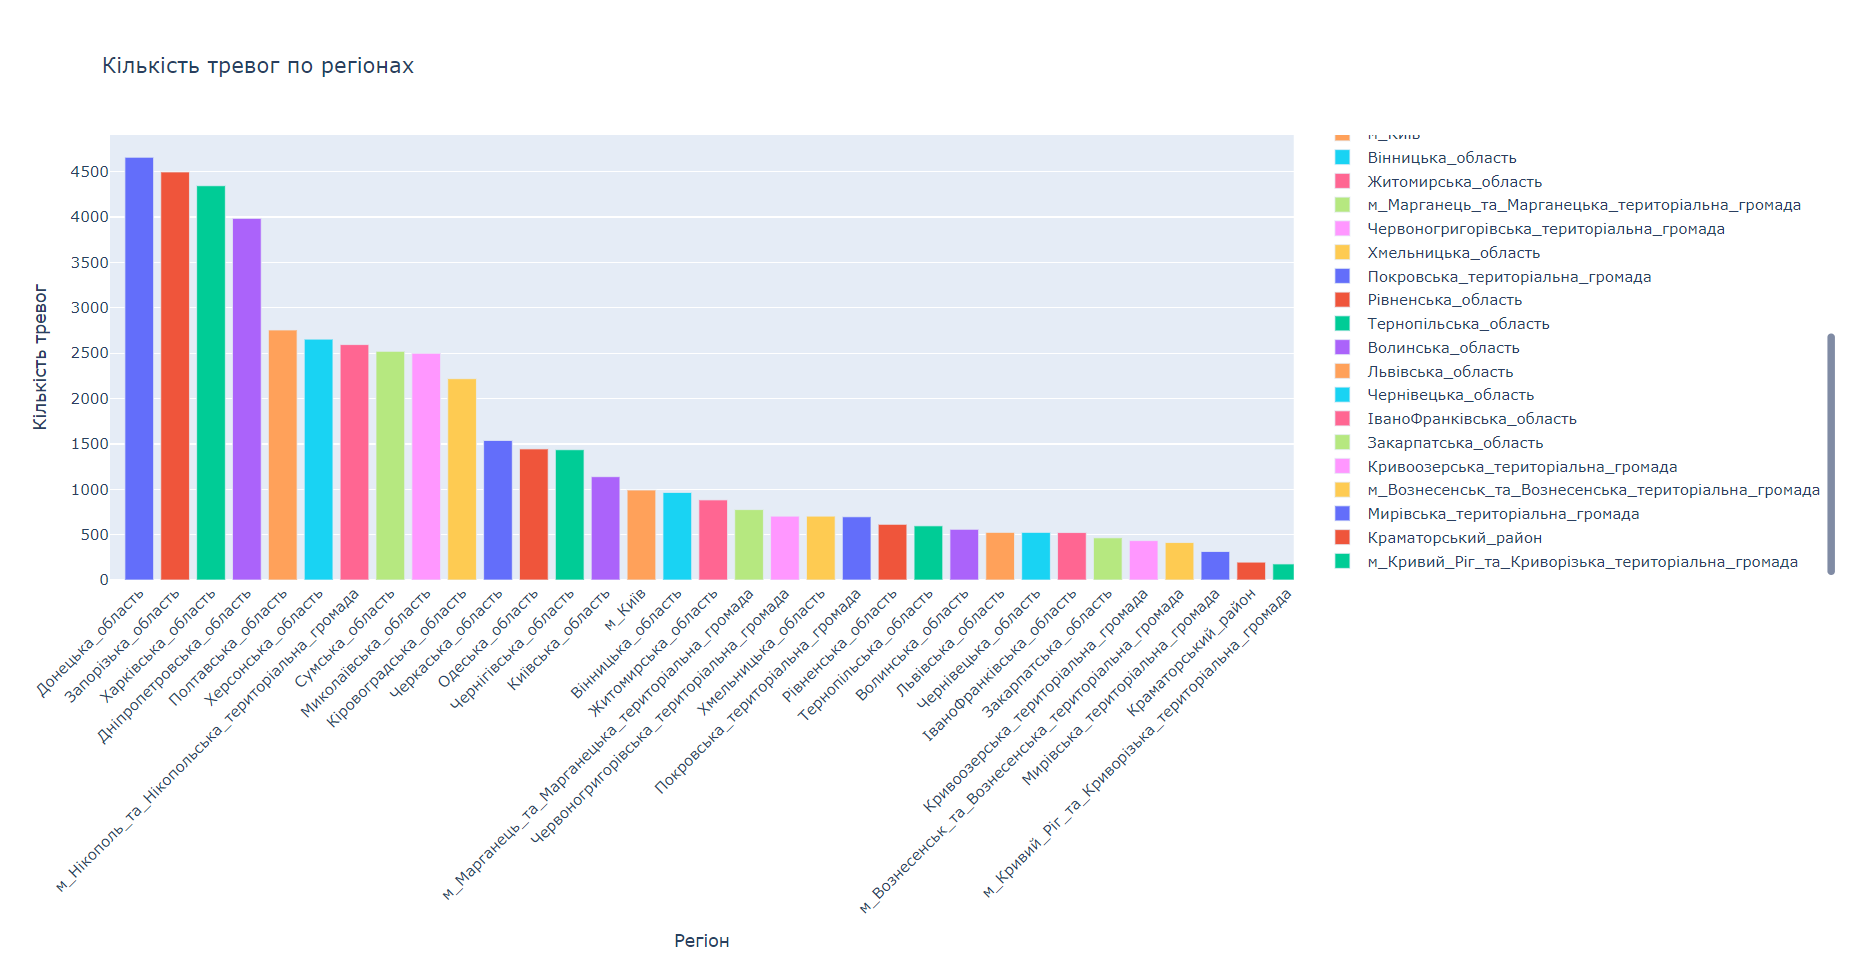 Кількість тревог по регіонах
Кількість тревог
4500
4000
3500
3000
2500
2000
1500
1000
500
0
Донецька_область
Запорізька_область
Харківська_область
Дніпропетровська_область
Полтавська_область
Херсонська_область
м_Нікополь_та_Нікопольська_територіальна_громада
Сумська_область
Миколаївська_область
Кіровоградська_область
Черкаська_область
Одеська_область
Чернігівська_область
Київська_область
м_Київ
Вінницька_область
Житомирська_область
м_Марганець_та_Марганецька_територіальна_громада
Червоногригорівська_територіальна_громада
Хмельницька_область
Покровська_територіальна_громада
Рівненська_область
Тернопільська_область
Волинська_область
Львівська_область
Чернівецька_область
ІваноФранківська_область
Закарпатська_область
Кривоозерська_територіальна_громада
м_Вознесенськ_та_Вознесенська_територіальна_громада
Мирівська_територіальна_громада
Краматорський_район
м_Кривий_Ріг_та_Криворізька_територіальна_громада
Регіон
м_Київ
Вінницька_область
Житомирська_область
м_Марганець_та_Марганецька_територіальна_громада
Червоногригорівська_територіальна_громада
Хмельницька_область
Покровська_територіальна_громада
Рівненська_область
Тернопільська_область
Волинська_область
Львівська_область
Чернівецька_область
ІваноФранківська_область
Закарпатська_область
Кривоозерська_територіальна_громада
м_Вознесенськ_та_Вознесенська_територіальна_громада
Мирівська_територіальна_громада
Краматорський_район
м_Кривий_Ріг_та_Криворізька_територіальна_громада